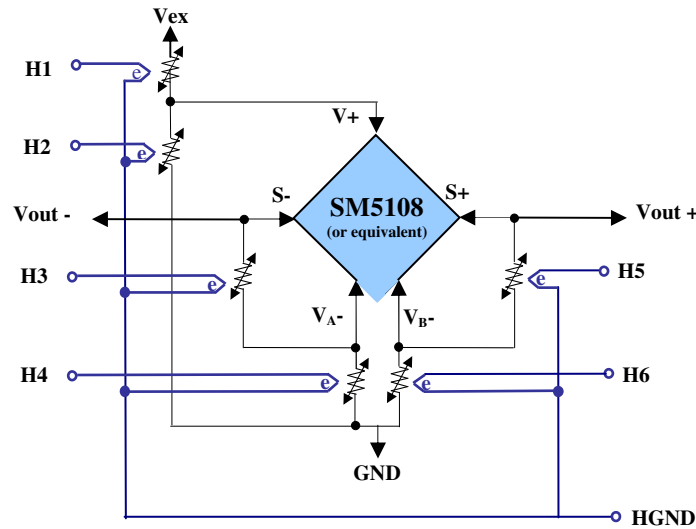 Vex
H1
e
V+
H2
e
S-
S+
SM5108
(or equivalent)
Vout -
Vout +
H3
e
e
H5
VA-
VB-
H4
e
e
H6
GND
HGND